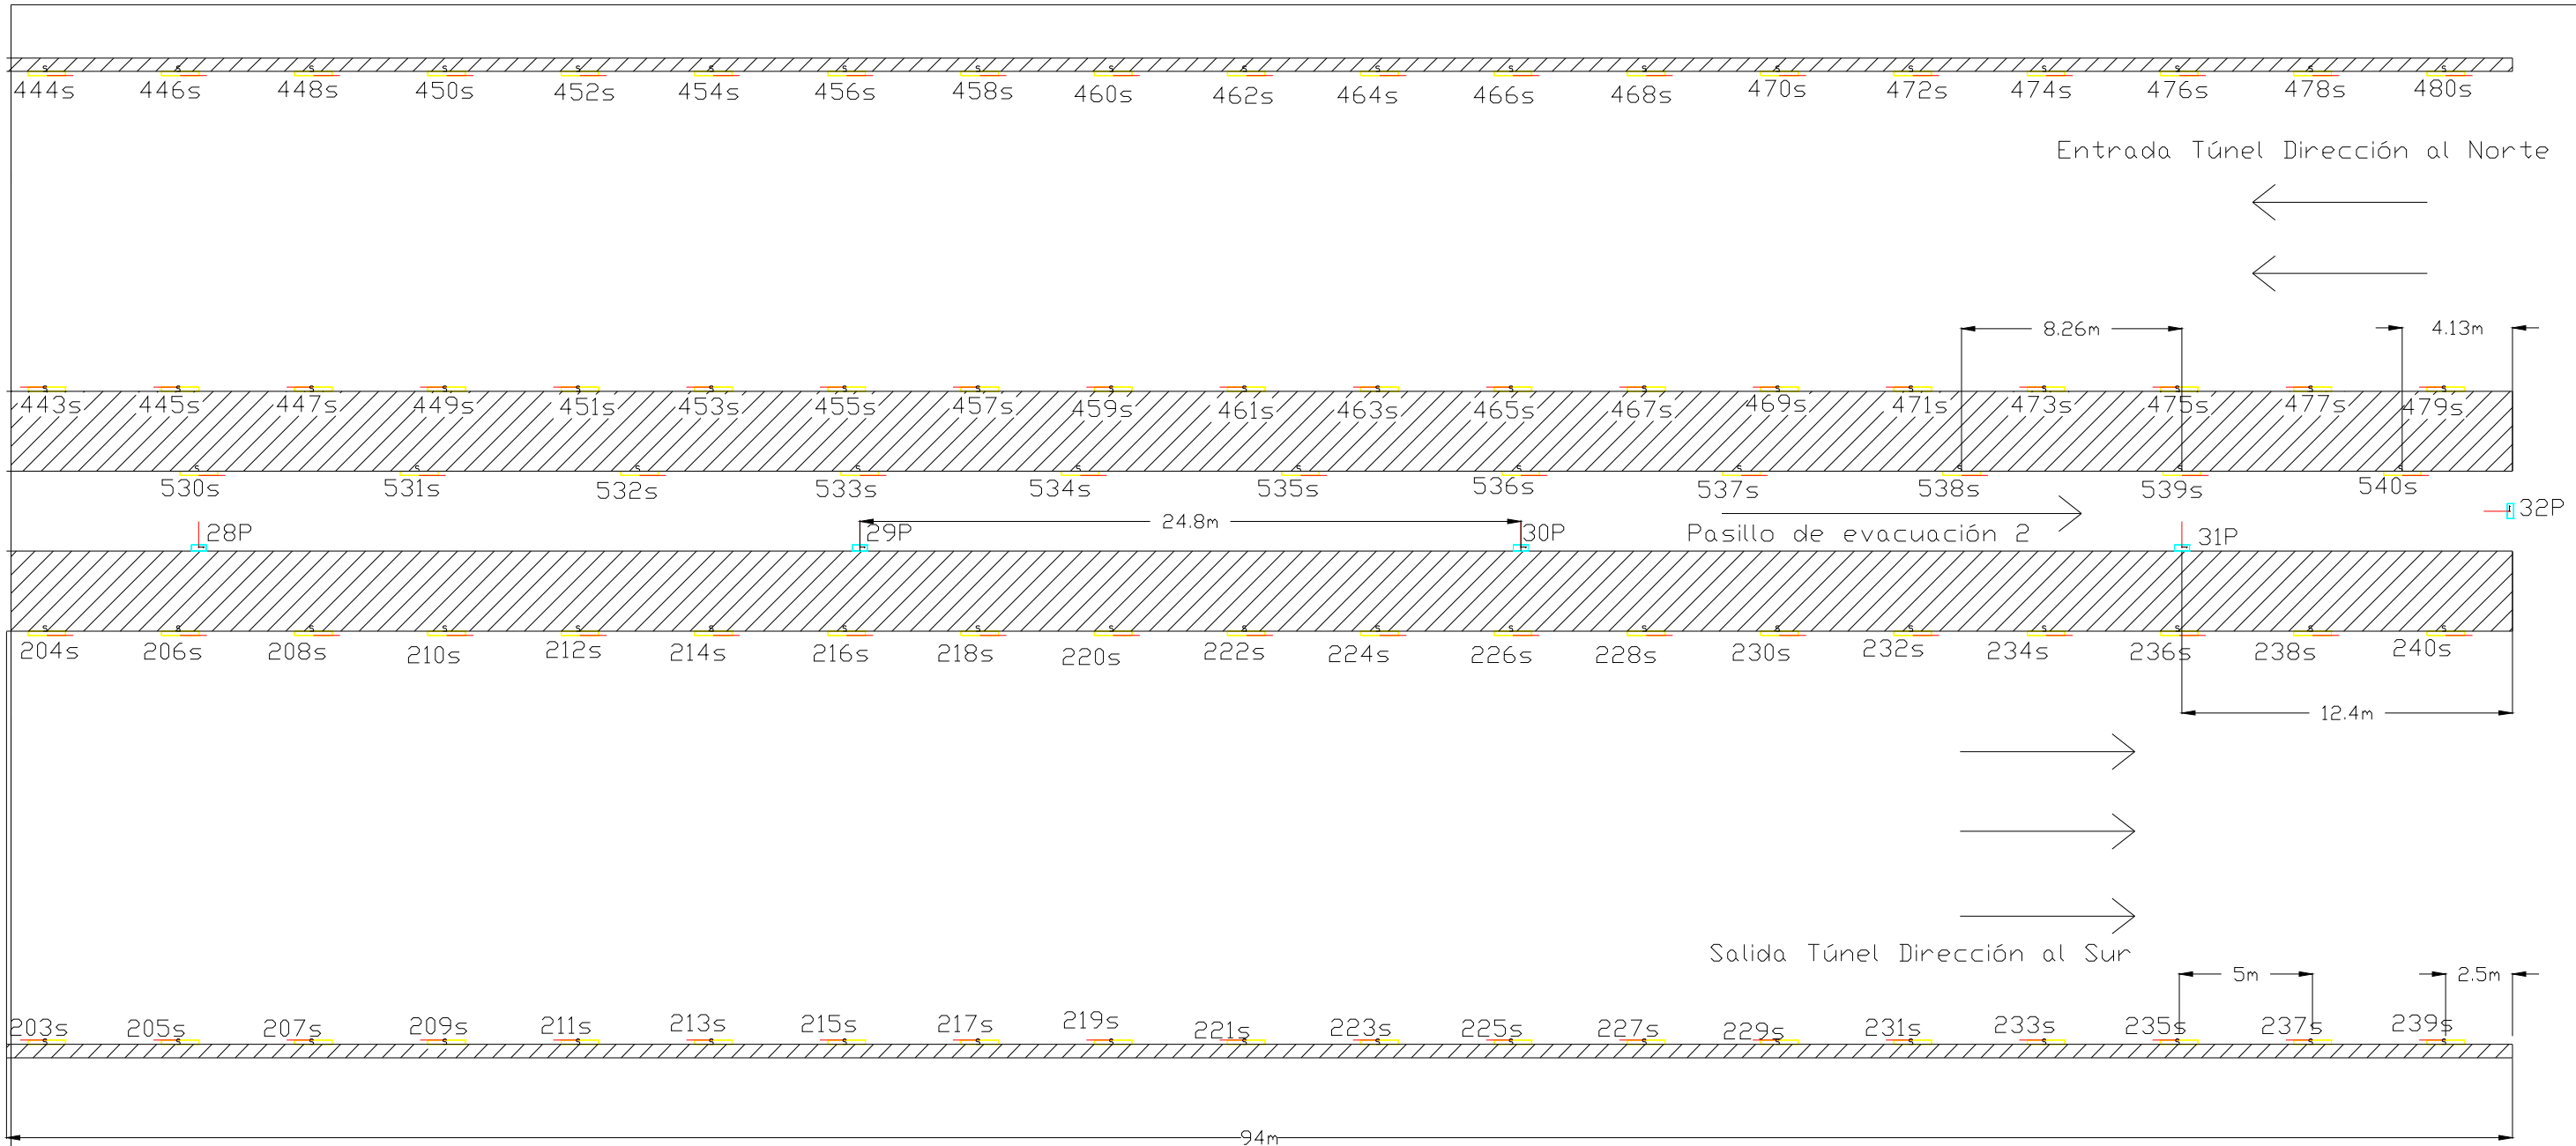 444s 446s 448s 450s 452s 454s 456s 458s 460s 462s 464s 466s 468s 470s 472s 474s 476s 478s 480s
Entrada Túnel Dirección al Norte
8.26m 4.13m
443s 445s 447s 449s 451s 453s 455s 457s 459s 461s 463s 465s 467s 469s 471s 473s 475s 477s 479s
530s 531s 532s 533s 534s 535s 536s 537s 538s 539s 540s
28P 29P 24.8m 30P Pasillo de evacuación 2 31P 32P
204s 206s 208s 210s 212s 214s 216s 218s 220s 222s 224s 226s 228s 230s 232s 234s 236s 238s 240s
12.4m
Salida Túnel Dirección al Sur
5m 2.5m
203s 205s 207s 209s 211s 213s 215s 217s 219s 221s 223s 225s 227s 229s 231s 233s 235s 237s 239s
94m